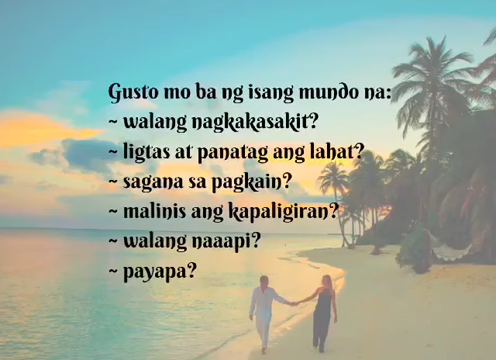 Gusto mo ba ng isang mundo na:
~ walang nagkakasakit?
~ ligtas at panatag ang lahat?
~ sagana sa pagkain?
~ malinis ang kapaligiran?
~ walang naaapi?
~ payapa?